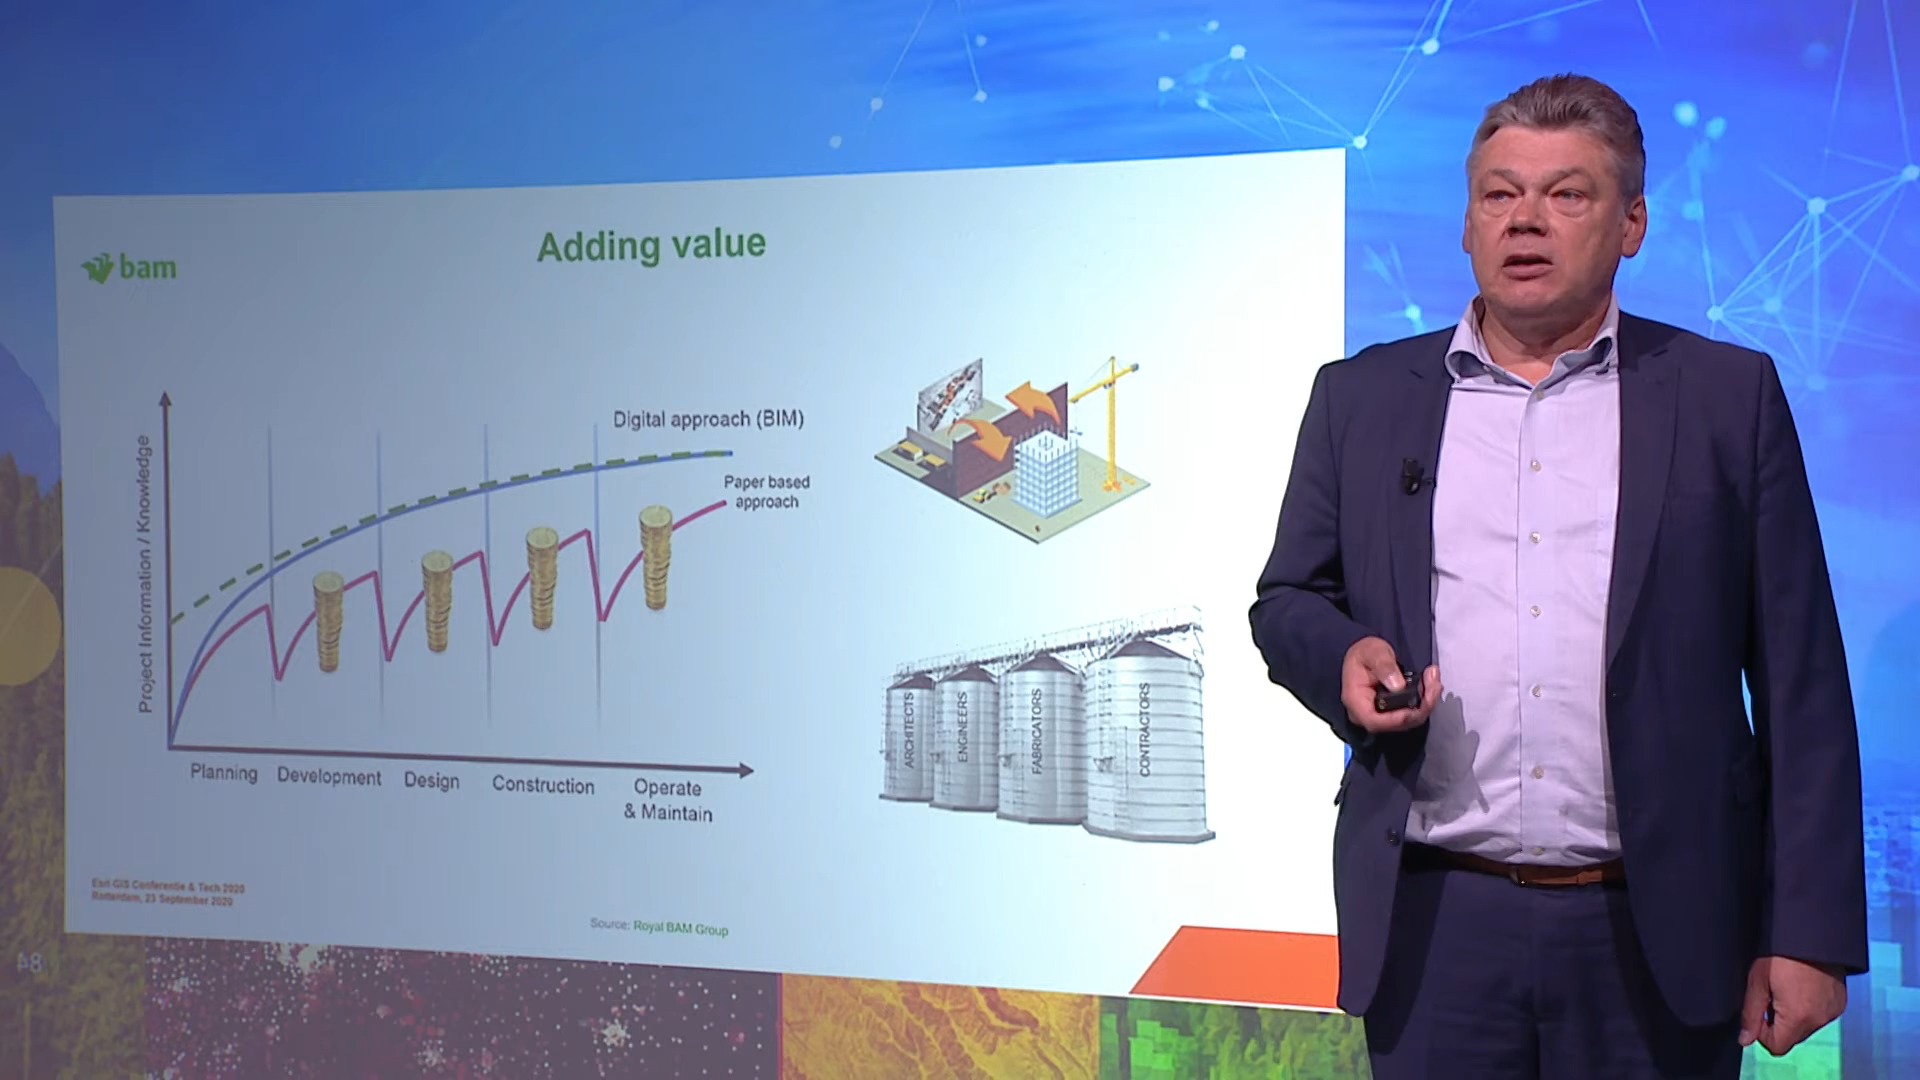 Adding value
bam
Digital approach (BIM)
Paper based
approach
Project Information / Knowledge
Planning
Development
Design
Construction
Operate
& Maintain
ARCHITECTS
ENGINEERS
FABRICATORS
CONTRACTORS
Esri GIS Conferentie & Tech 2020
Rotterdam, 23 September 2020
Source: Royal BAM Group